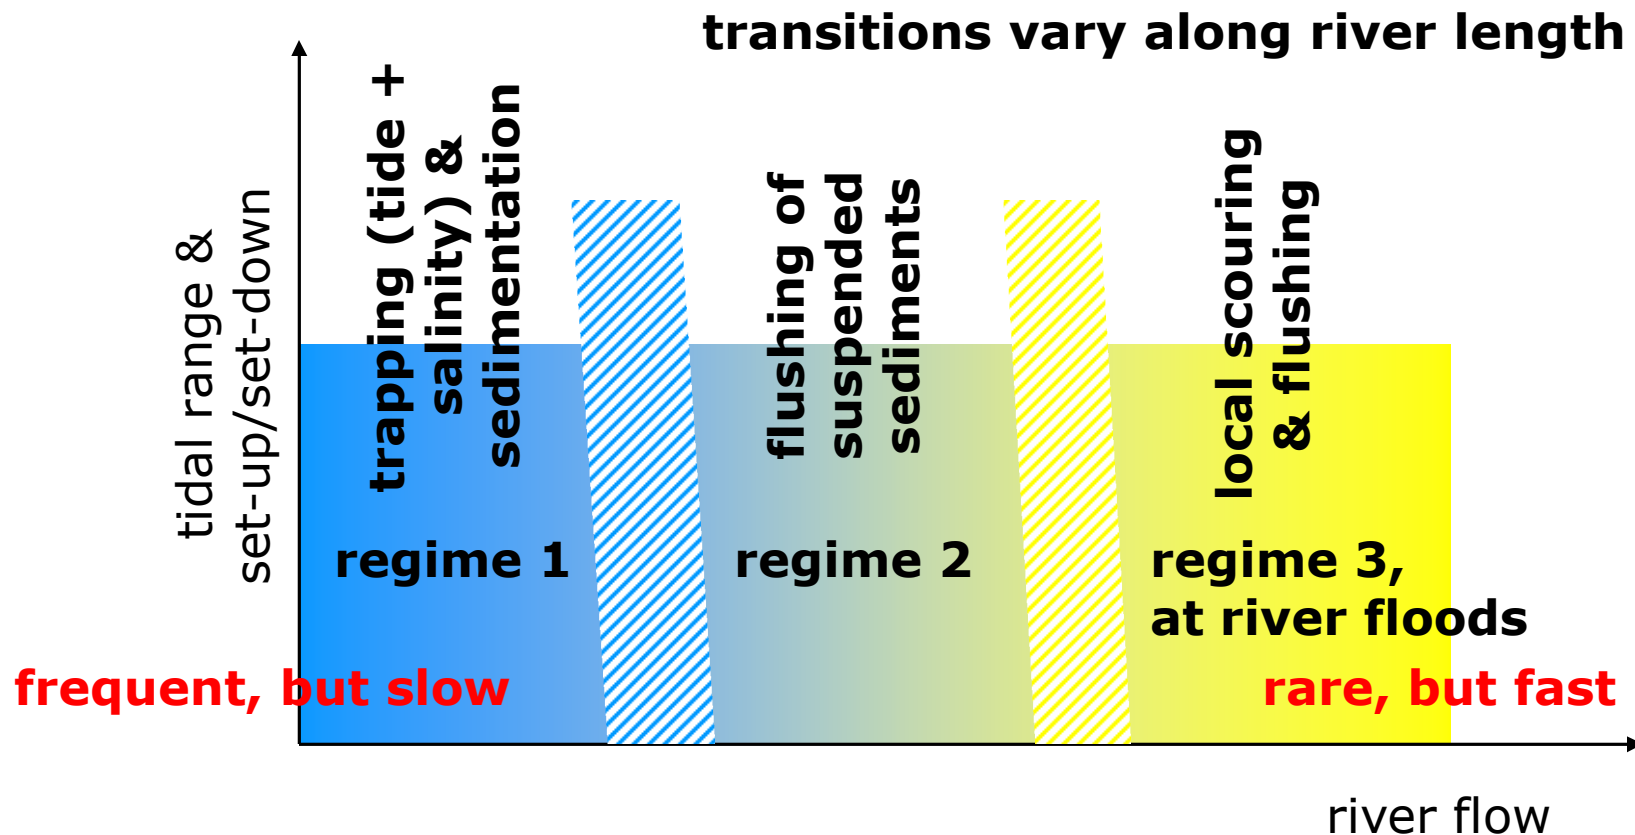 transitions vary along river length
tidal range &
set-up/set-down
trapping (tide +
salinity) &
sedimentation
flushing of
suspended
sediments
local scouring
& flushing
regime 1
regime 2
regime 3,
at river floods
frequent, but slow
rare, but fast
river flow